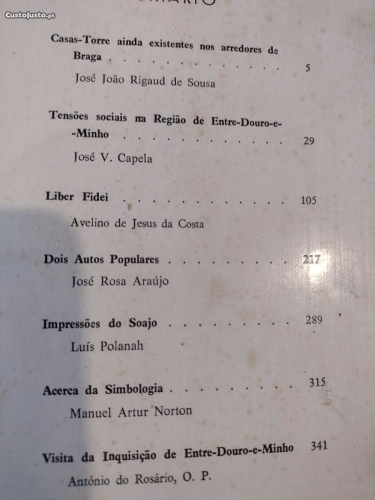 CustoJusto.pt
SUMÁRIO
Casas-Torre ainda existentes nos arredores de
Braga . . . . . . . . . . . . 5
José João Rigaud de Sousa
Tensões sociais na Região de Entre-Douro-e-
-Minho . . . . . . . . . . . 29
José V. Capela
Liber Fidei . . . . . . . . . . 105
Avelino de Jesus da Costa
Dois Autos Populares . . . . . . . . 217
José Rosa Araújo
Impressões do Soajo . . . . . . . . 289
Luís Polanah
Acerca da Simbologia . . . . . . . . 315
Manuel Artur Norton
Visita da Inquisição de Entre-Douro-e-Minho 341
António do Rosário, O. P.